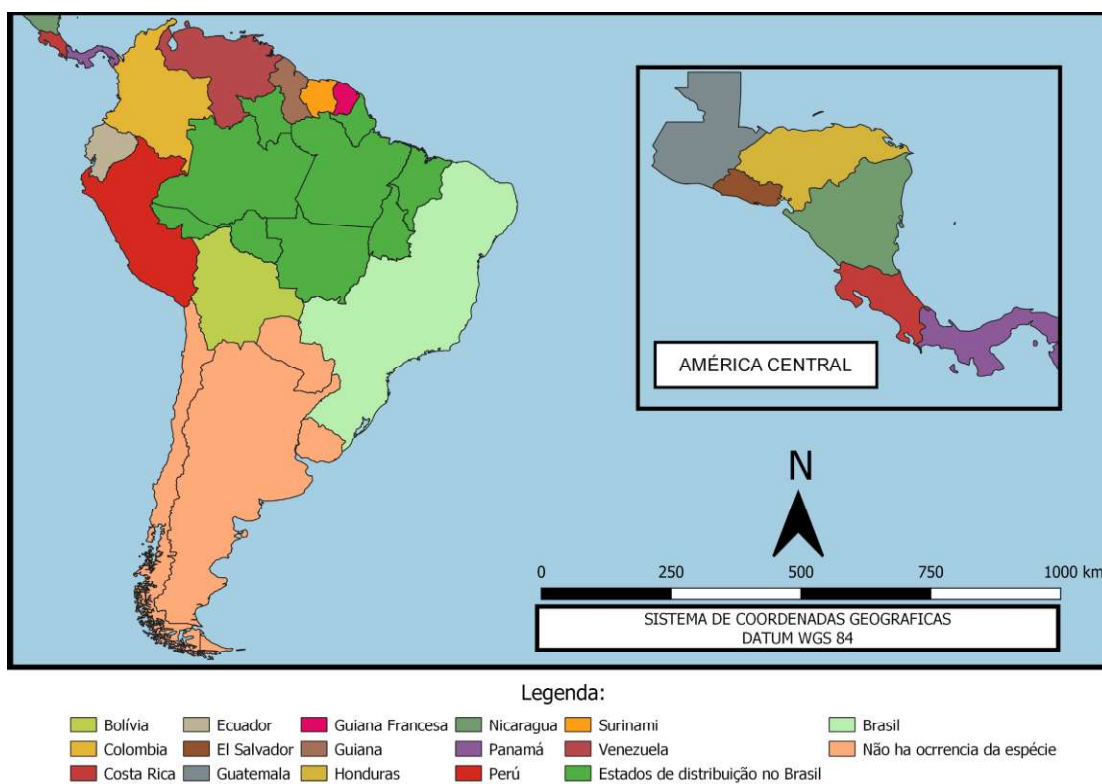 AMÉRICA CENTRAL
N
0 250 500 750 1000 km
SISTEMA DE COORDENADAS GEOGRAFICAS
DATUM WGS 84
Legenda:
Bolívia Ecuador Guiana Francesa Nicaragua Surinami Brasil
Colombia El Salvador Guiana Panamá Venezuela Não ha ocrrencia da espécie
Costa Rica Guatemala Honduras Perú Estados de distribuição no Brasil